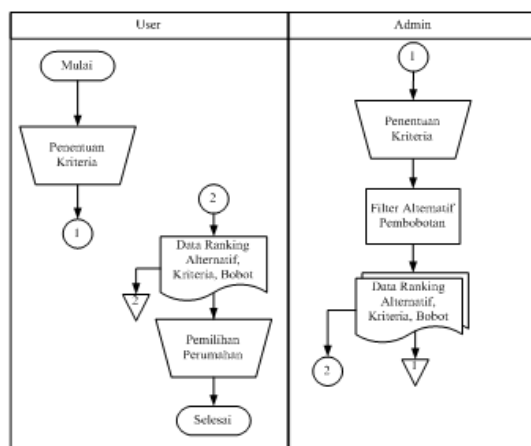 User
Admin
Mulai
Penentuan
Kriteria
1
2
Data Ranking
Alternatif,
Kriteria, Bobot
2
Pemilihan
Perumahan
Selesai
1
Penentuan
Kriteria
Filter Alternatif
Pembobotan
Data Ranking
Alternatif,
Kriteria, Bobot
2
1